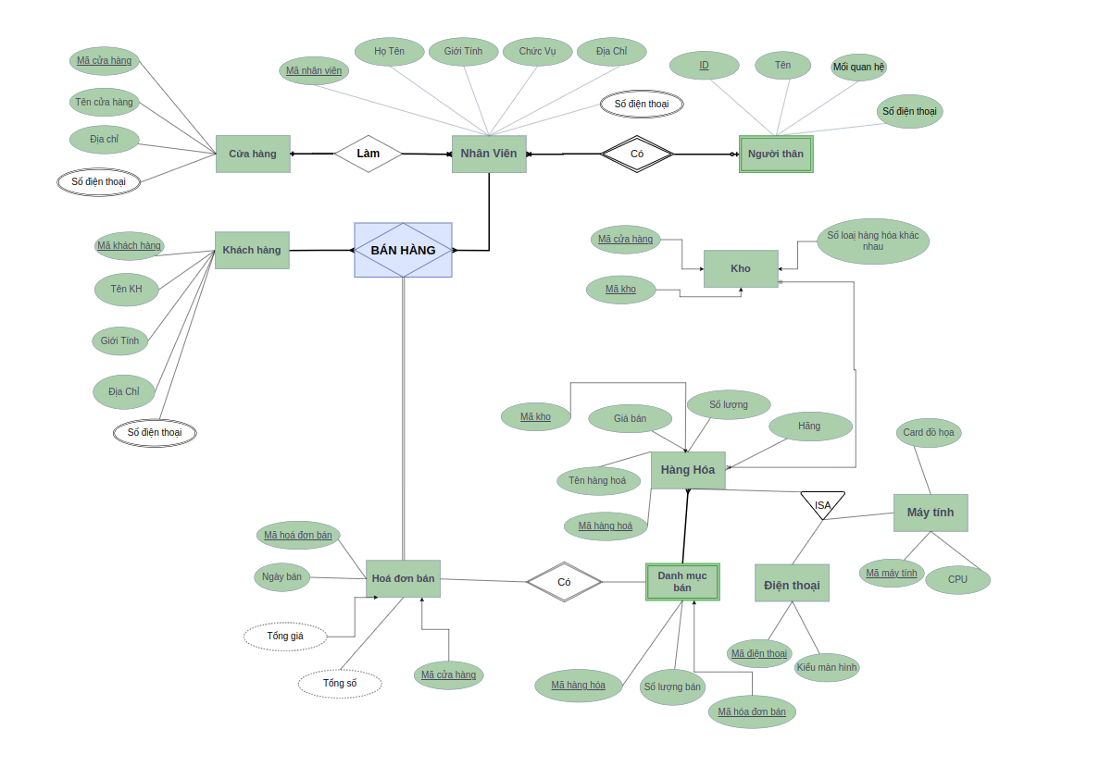 Mã cửa hàng
Tên cửa hàng
Địa chỉ
Số điện thoại
Cửa hàng
Làm
Mã nhân viên
Họ Tên
Giới Tính
Chức Vụ
Địa Chỉ
Số điện thoại
Nhân Viên
Có
ID
Tên
Mối quan hệ
Số điện thoại
Người thân
Mã khách hàng
Tên KH
Giới Tính
Địa Chỉ
Số điện thoại
Khách hàng
BÁN HÀNG
Mã cửa hàng
Mã kho
Kho
Số loại hàng hóa khác
nhau
Mã kho
Giá bán
Số lượng
Hãng
Tên hàng hoá
Mã hàng hoá
Hàng Hóa
ISA
Card đồ họa
Máy tính
Mã máy tính
CPU
Điện thoại
Mã điện thoại
Kiểu màn hình
Mã hoá đơn bán
Ngày bán
Hoá đơn bán
Tổng giá
Tổng số
Mã cửa hàng
Có
Danh mục
bán
Mã hàng hóa
Số lượng bán
Mã hóa đơn bán